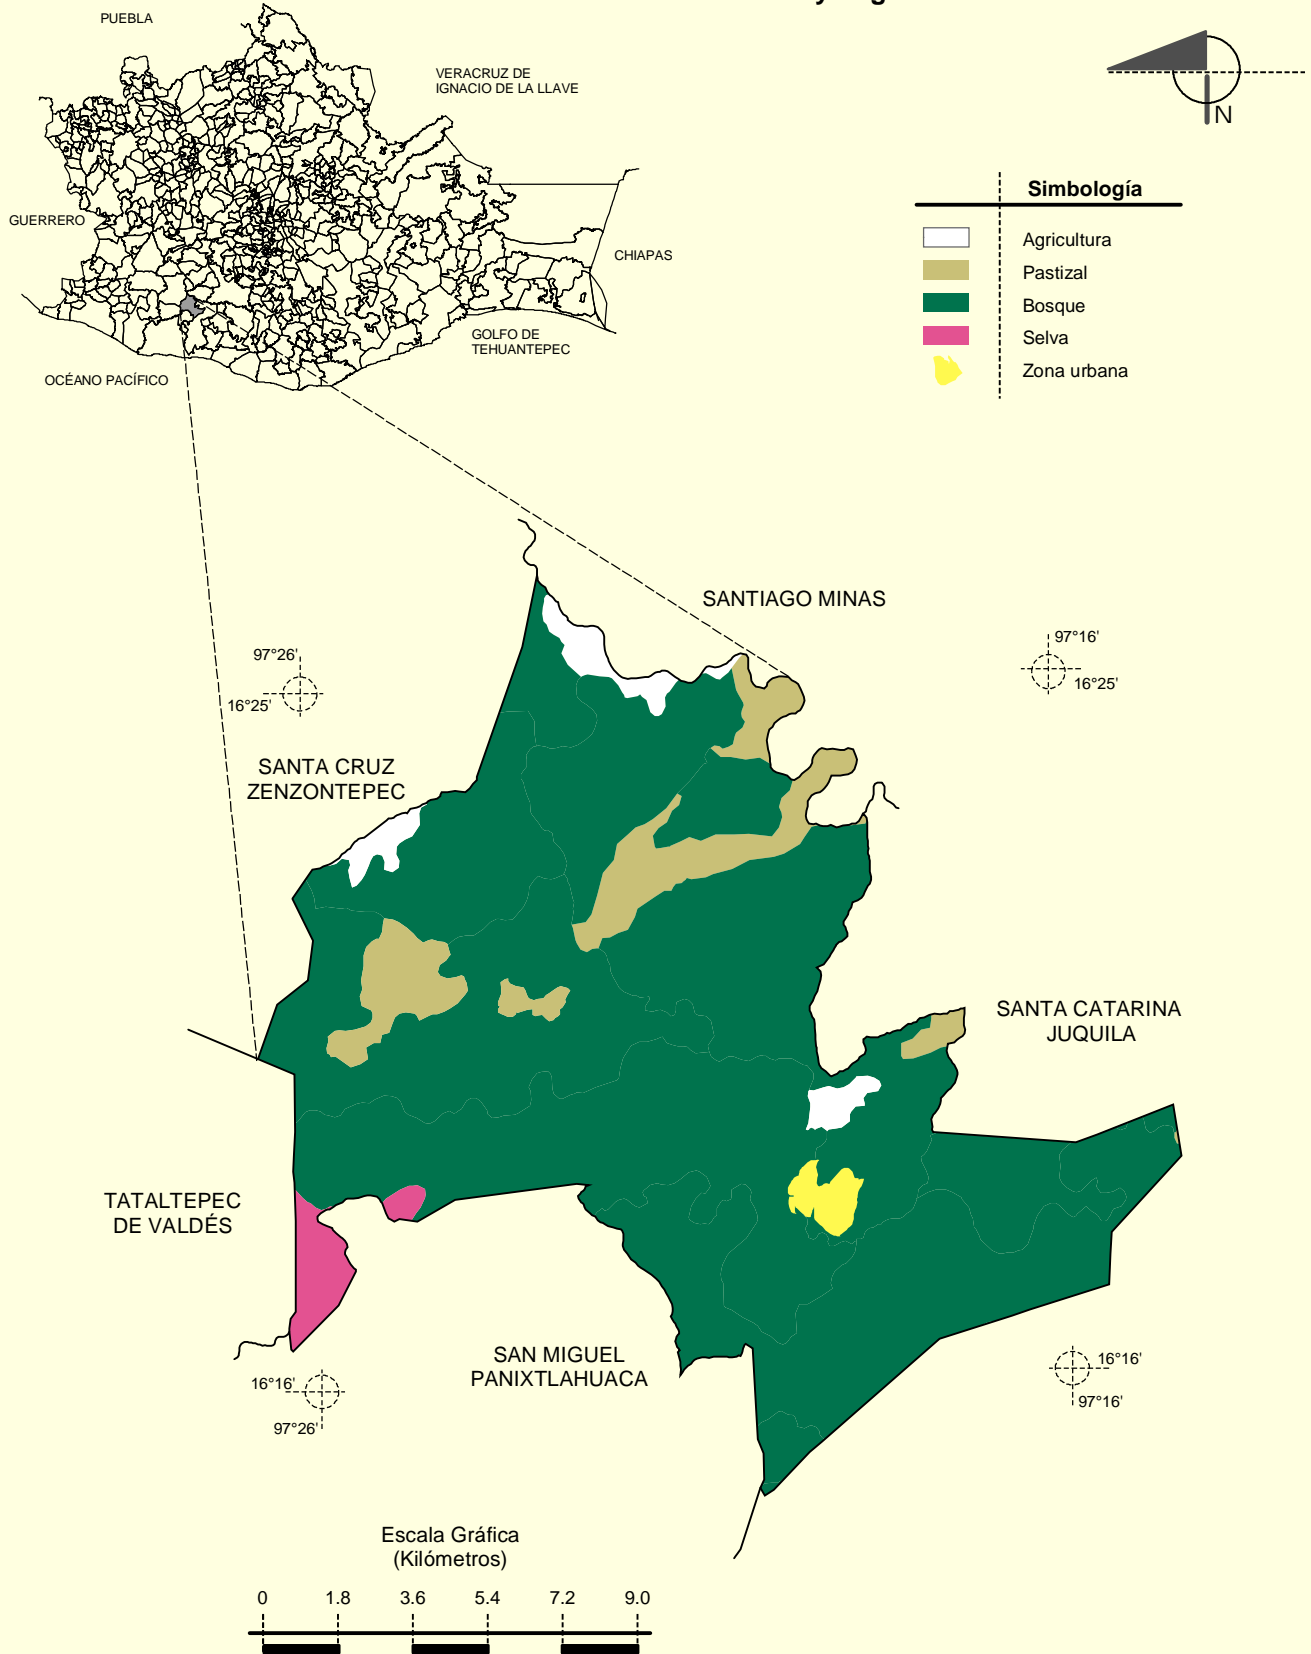 PUEBLA
VERACRUZ DE
IGNACIO DE LA LLAVE
N
GUERRERO
CHIAPAS
GOLFO DE
TEHUANTEPEC
OCÉANO PACÍFICO
Simbología
Agricultura
Pastizal
Bosque
Selva
Zona urbana
SANTIAGO MINAS
97°26'
16°25'
97°16'
16°25'
SANTA CRUZ
ZENZONTEPEC
SANTA CATARINA
JUQUILA
TATALTEPEC
DE VALDÉS
SAN MIGUEL
PANIXTLAHUACA
16°16'
97°26'
16°16'
97°16'
Escala Gráfica
(Kilómetros)
0 1.8 3.6 5.4 7.2 9.0